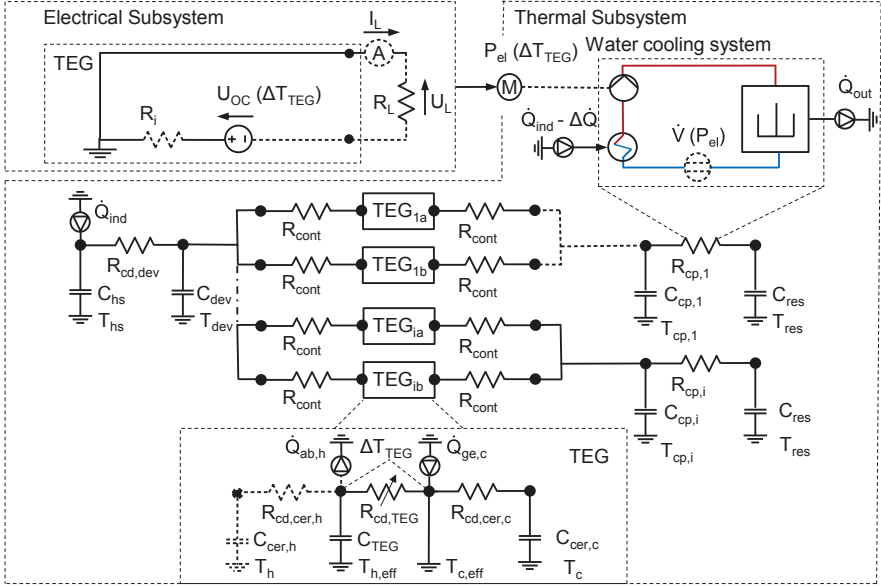 Electrical Subsystem
Thermal Subsystem
I_L
A
TEG
U_OC (ΔT_TEG)
R_i
R_L
U_L
P_el (ΔT_TEG)
M
Water cooling system
Q̇_ind - ΔQ̇
V̇ (P_el)
Q̇_out
Q̇_ind
R_cd,dev
C_hs
T_hs
C_dev
T_dev
R_cont
TEG_1a
R_cont
R_cont
TEG_1b
R_cont
R_cont
TEG_ia
R_cont
R_cont
TEG_ib
R_cont
R_cp,1
C_cp,1
T_cp,1
C_res
T_res
R_cp,i
C_cp,i
T_cp,i
C_res
T_res
Q̇_ab,h
ΔT_TEG
Q̇_ge,c
TEG
R_cd,cer,h
R_cd,TEG
R_cd,cer,c
C_cer,h
C_TEG
C_cer,c
T_h
T_h,eff
T_c,eff
T_c